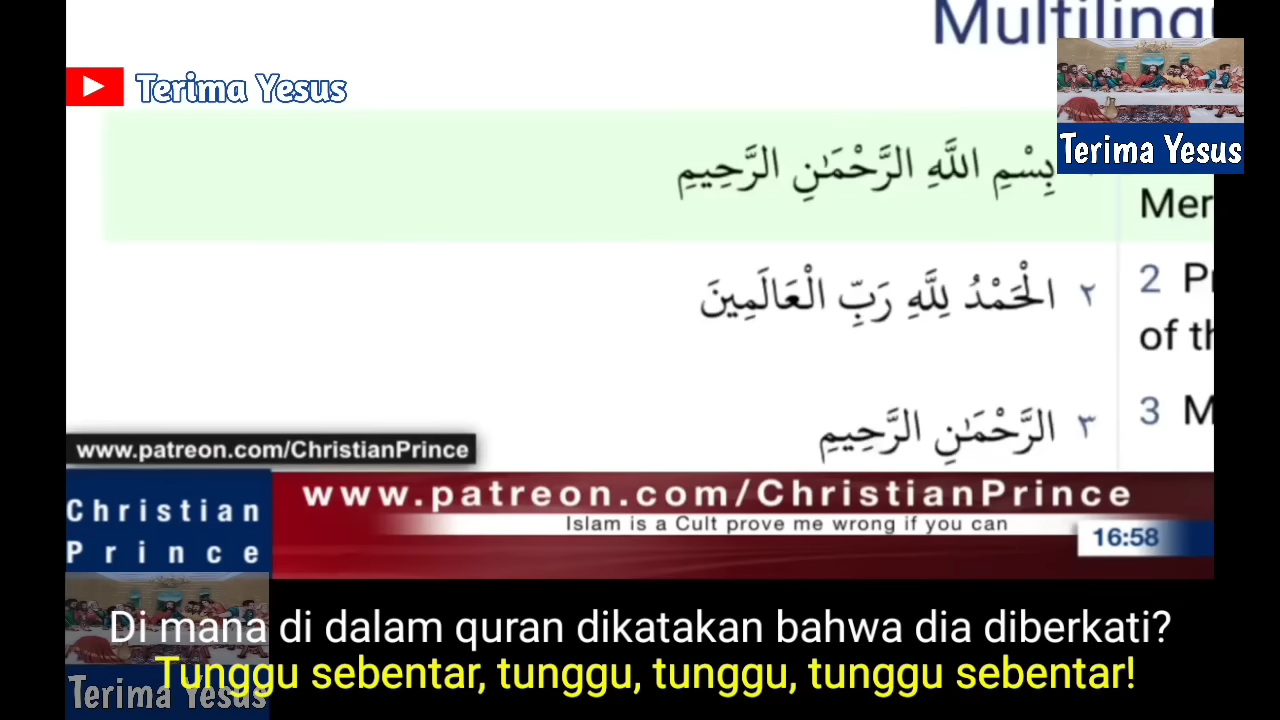 Multilingu
Terima Yesus
Terima Yesus
بِسْمِ اللَّهِ الرَّحْمَٰنِ الرَّحِيمِ
Mer
٢ الْحَمْدُ لِلَّهِ رَبِّ الْعَالَمِينَ
2 Pr
of th
٣ الرَّحْمَٰنِ الرَّحِيمِ
3 M
www.patreon.com/ChristianPrince
www.patreon.com/ChristianPrince
Christian
Prince
Islam is a Cult prove me wrong if you can
16:58
Di mana di dalam quran dikatakan bahwa dia diberkati?
Tunggu sebentar, tunggu, tunggu, tunggu sebentar!
Terima Yesus